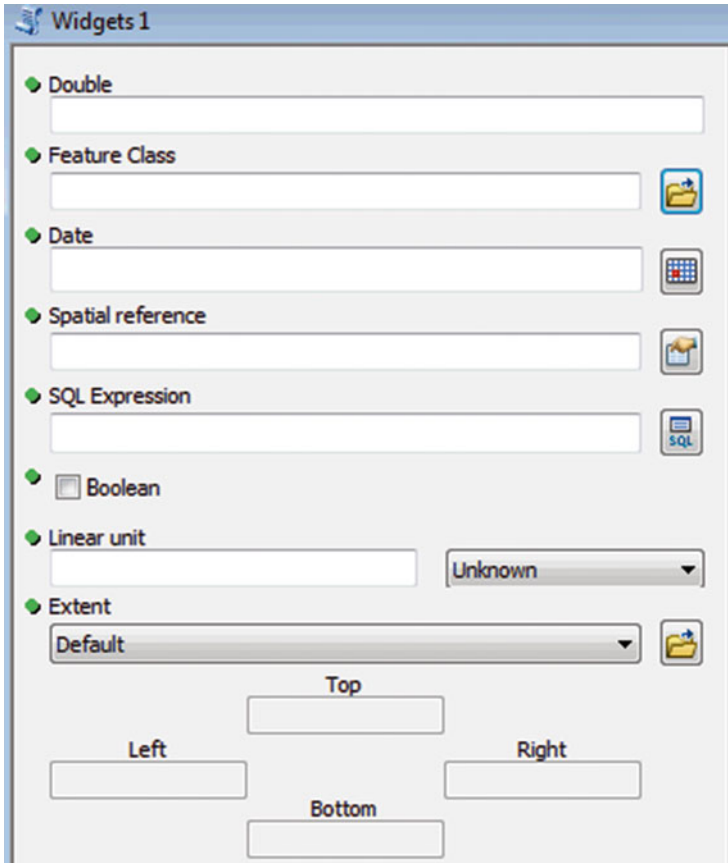 Widgets 1
Double
Feature Class
Date
Spatial reference
SQL Expression
SQL
Boolean
Linear unit
Unknown
Extent
Default
Top
Left
Right
Bottom